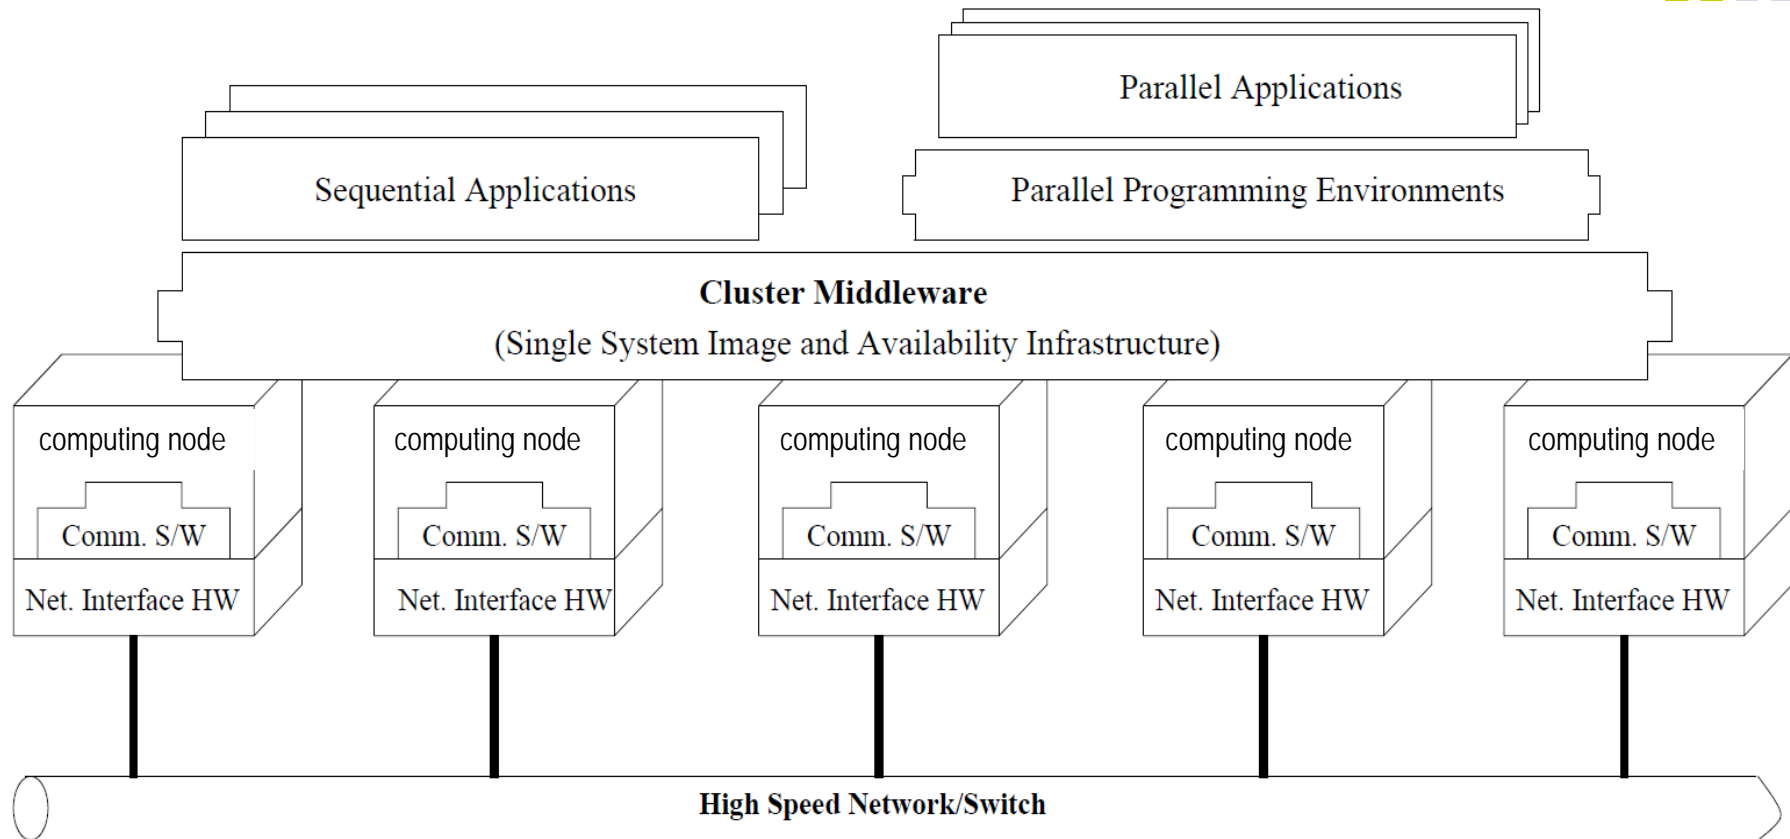 Parallel Applications
Sequential Applications
Parallel Programming Environments
Cluster Middleware
(Single System Image and Availability Infrastructure)
computing node
computing node
computing node
computing node
computing node
Comm. S/W
Comm. S/W
Comm. S/W
Comm. S/W
Comm. S/W
Net. Interface HW
Net. Interface HW
Net. Interface HW
Net. Interface HW
Net. Interface HW
High Speed Network/Switch